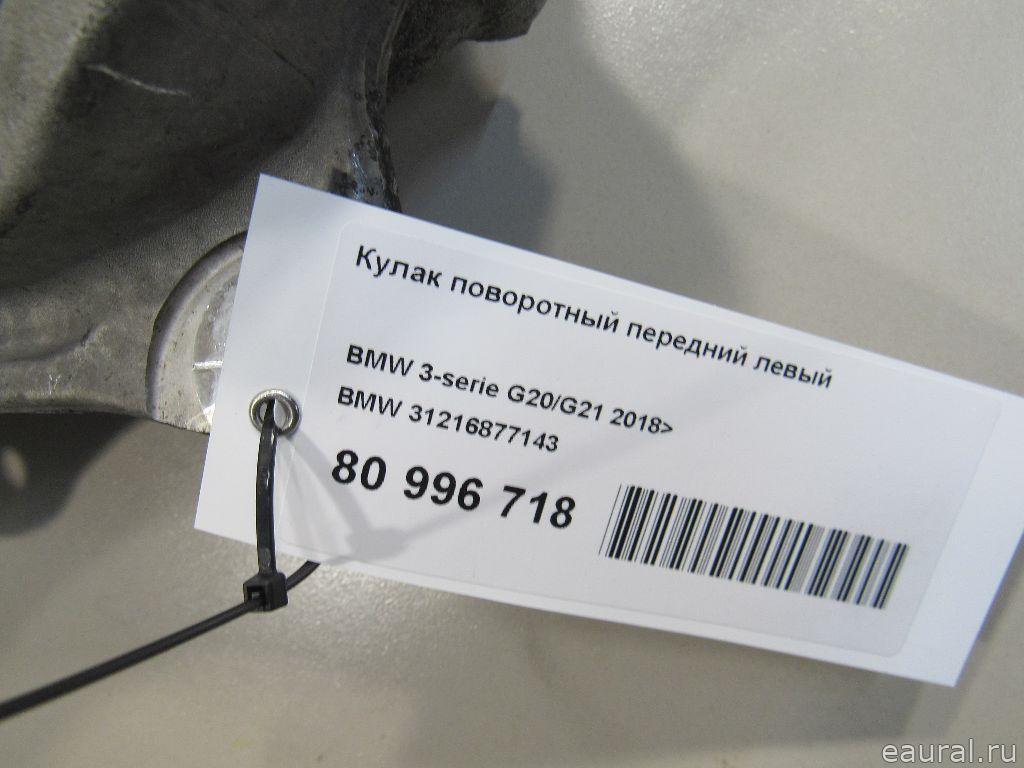 Кулак поворотный передний левый
BMW 3-serie G20/G21 2018>
BMW 31216877143
80 996 718
eaural.ru